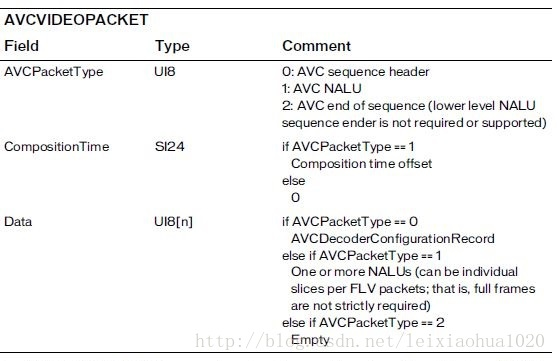 AVCVIDEOPACKET
Field Type Comment
AVCPacketType UI8 0: AVC sequence header
1: AVC NALU
2: AVC end of sequence (lower level NALU
sequence ender is not required or supported)
CompositionTime SI24 if AVCPacketType == 1
Composition time offset
else
0
Data UI8[n] if AVCPacketType == 0
AVCDecoderConfigurationRecord
else if AVCPacketType == 1
One or more NALUs (can be individual
slices per FLV packets; that is, full frames
are not strictly required)
else if AVCPacketType == 2
Empty
http://blog.csdn.net/leixiaohua1020